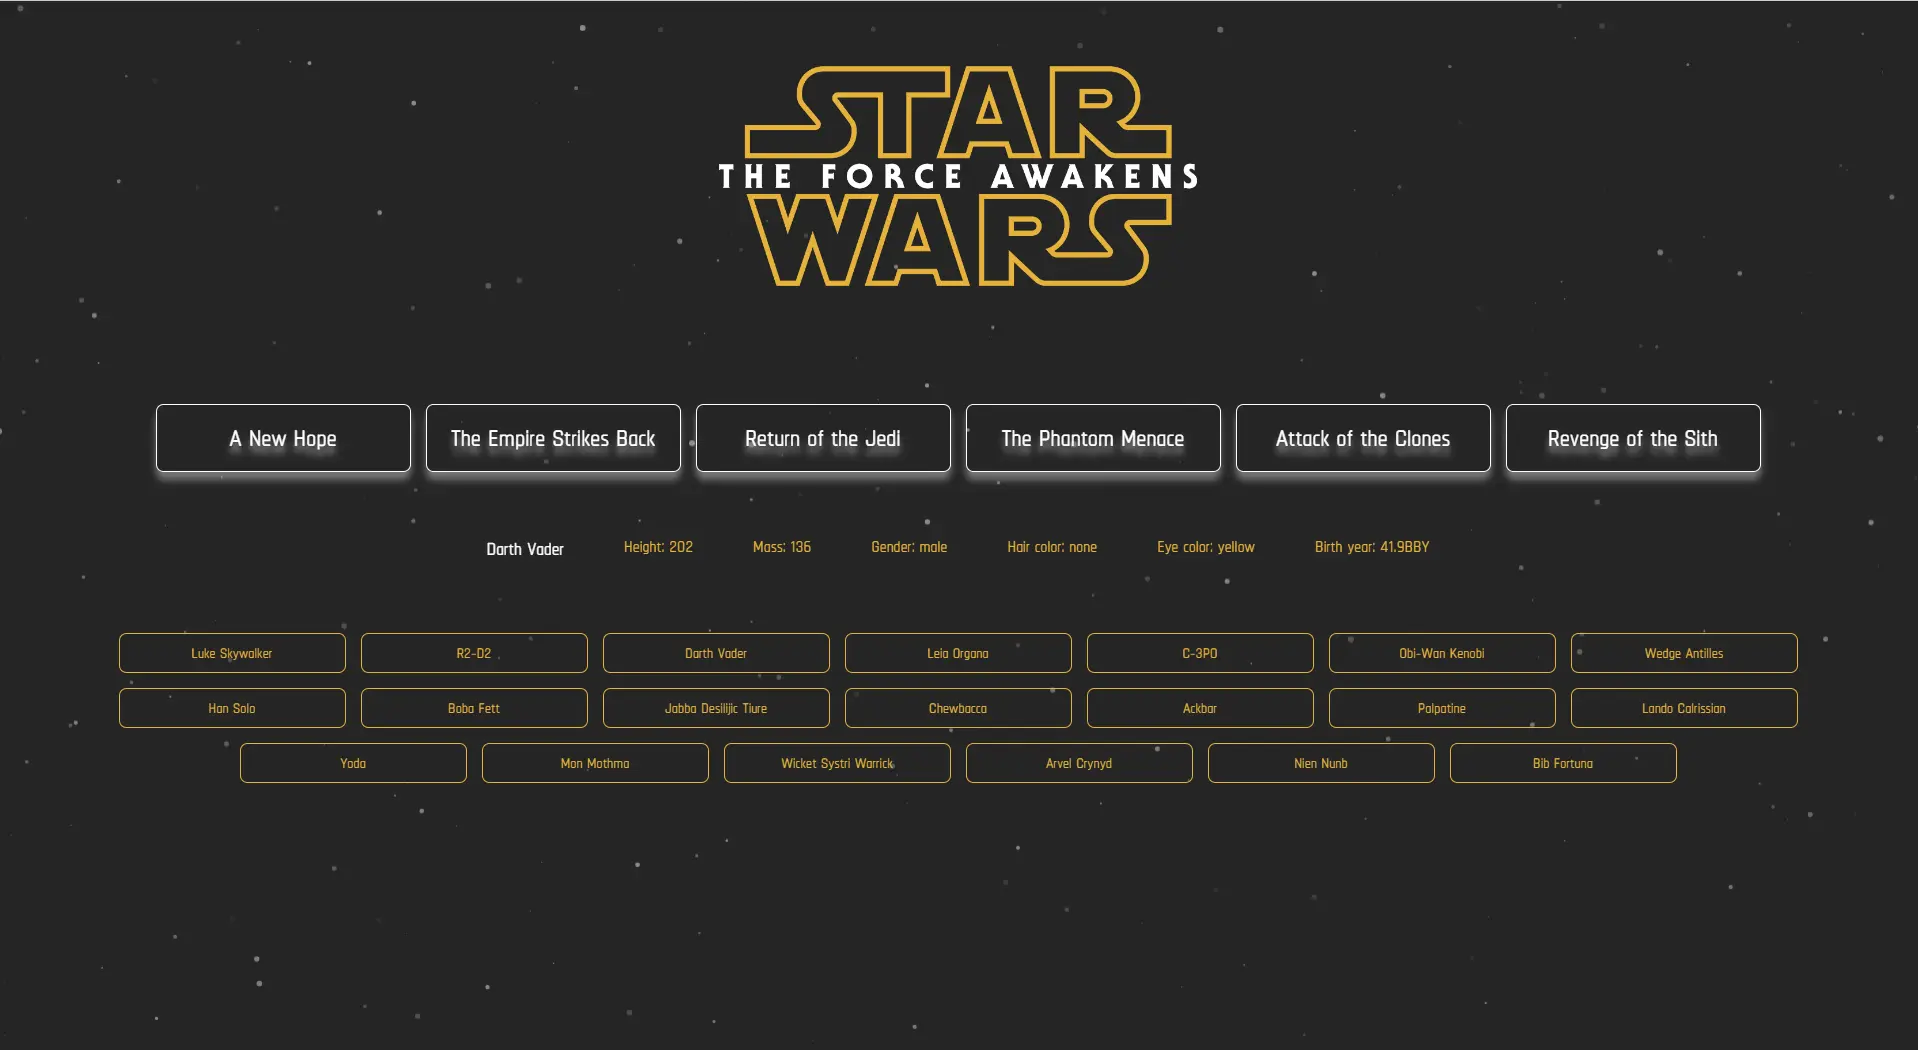 STAR
THE FORCE AWAKENS
WARS
A New Hope
The Empire Strikes Back
Return of the Jedi
The Phantom Menace
Attack of the Clones
Revenge of the Sith
Darth Vader
Height: 202
Mass: 136
Gender: male
Hair color: none
Eye color: yellow
Birth year: 41.9BBY
Luke Skywalker
R2-D2
Darth Vader
Leia Organa
C-3PO
Obi-Wan Kenobi
Wedge Antilles
Han Solo
Boba Fett
Jabba Desilijic Tiure
Chewbacca
Ackbar
Palpatine
Lando Calrissian
Yoda
Mon Mothma
Wicket Systri Warrick
Arvel Crynyd
Nien Nunb
Bib Fortuna